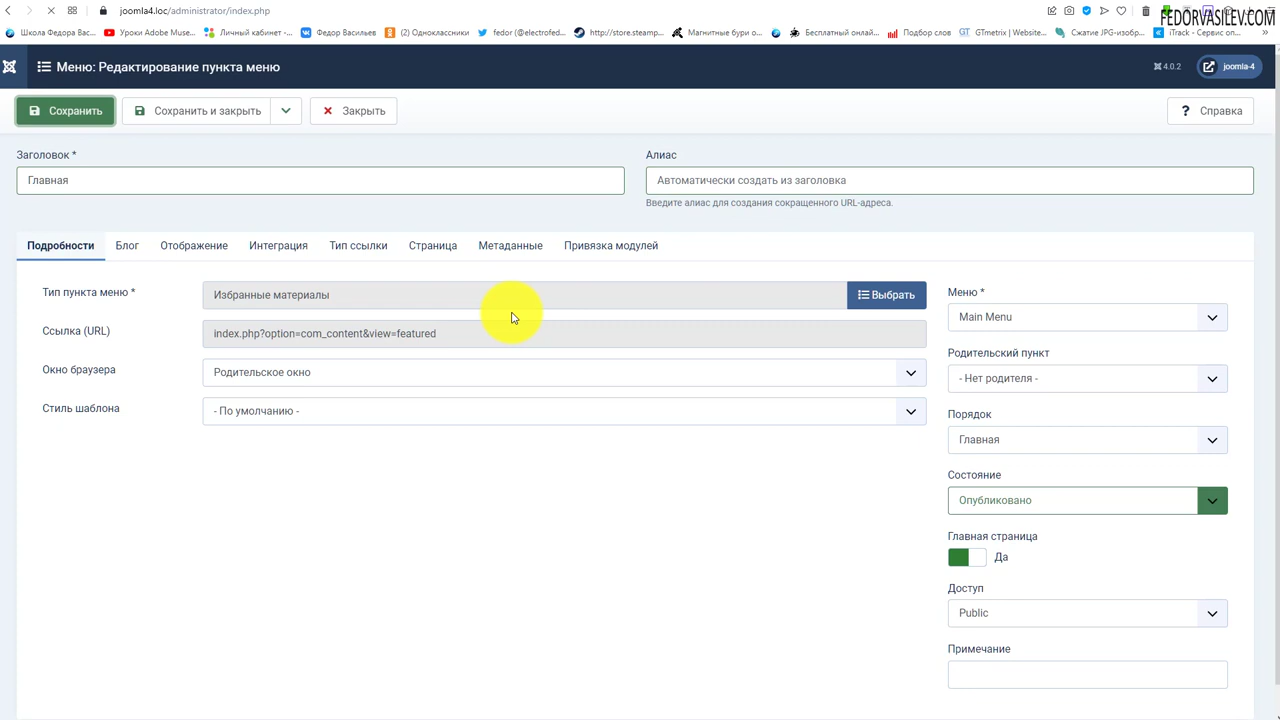 joomla4.loc/administrator/index.php
FEDORVASILEV.COM
Школа Федора Вас... Уроки Adobe Muse... Личный кабинет -... Федор Васильев (2) Одноклассники fedor (@electrofed... http://store.steamp... Магнитные бури о... Бесплатный онлай... Подбор слов GTmetrix | Website... Сжатие JPG-изобр... iTrack - Сервис оп... »
Меню: Редактирование пункта меню 4.0.2 joomla-4
Сохранить Сохранить и закрыть Закрыть ? Справка
Заголовок * Алиас
Главная Автоматически создать из заголовка
Введите алиас для создания сокращенного URL-адреса.
Подробности Блог Отображение Интеграция Тип ссылки Страница Метаданные Привязка модулей
Тип пункта меню * Избранные материалы Выбрать
Ссылка (URL) index.php?option=com_content&view=featured
Окно браузера Родительское окно
Стиль шаблона - По умолчанию -
Меню *
Main Menu
Родительский пункт
- Нет родителя -
Порядок
Главная
Состояние
Опубликовано
Главная страница
Да
Доступ
Public
Примечание